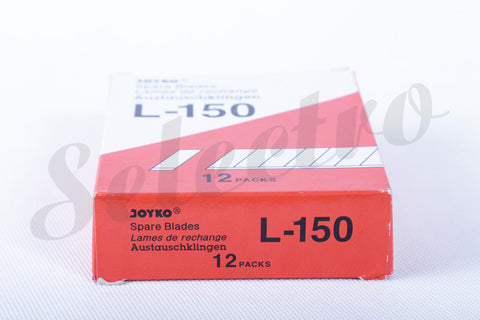 JOYKO®
Spare Blades
Lames de rechange
Austauschklingen
L-150
12 PACKS
Selectro
JOYKO®
Spare Blades
Lames de rechange
Austauschklingen
L-150
12 PACKS